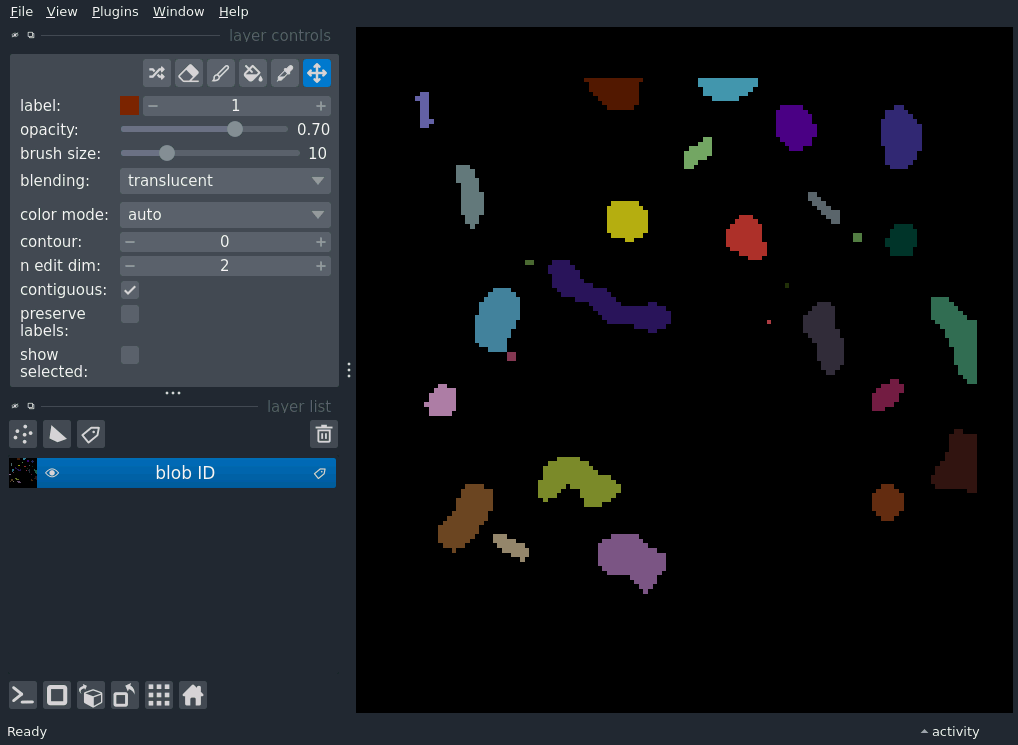 File View Plugins Window Help
layer controls
label: 1
opacity: 0.70
brush size: 10
blending: translucent
color mode: auto
contour: 0
n edit dim: 2
contiguous:
preserve
labels:
show
selected:
layer list
blob ID
Ready
activity